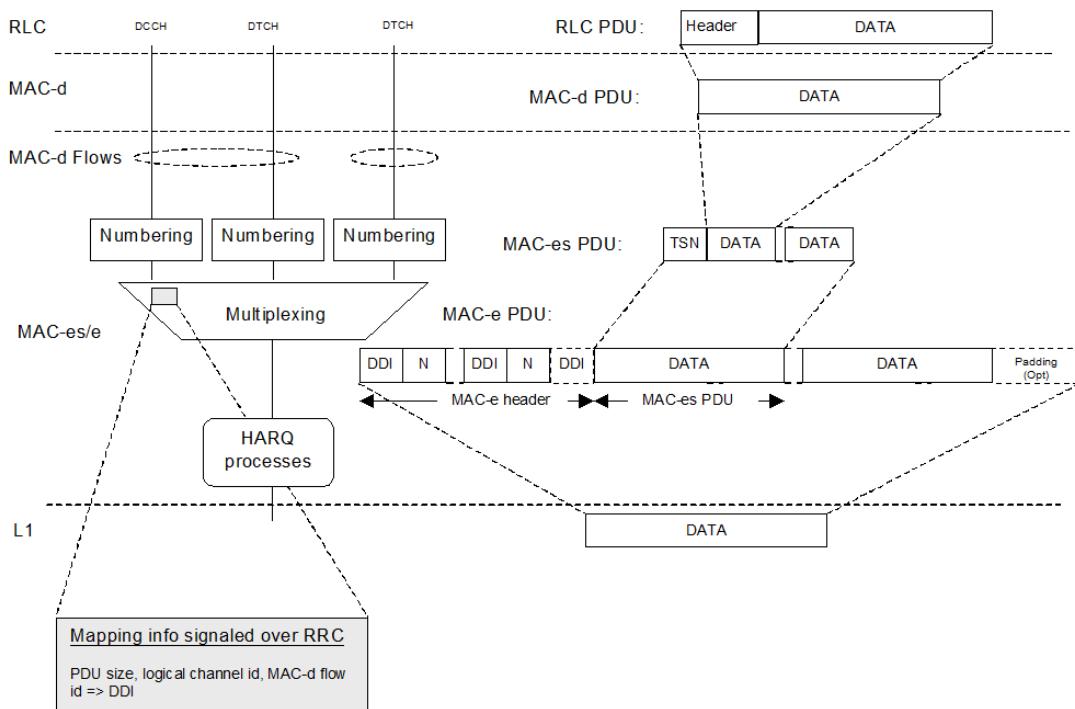 RLC DCCH DTCH DTCH RLC PDU: Header DATA
MAC-d MAC-d PDU: DATA
MAC-d Flows
Numbering Numbering Numbering MAC-es PDU: TSN DATA DATA
Multiplexing MAC-e PDU:
MAC-es/e
DDI N DDI N DDI DATA DATA Padding
(Opt)
MAC-e header MAC-es PDU
HARQ
processes
L1 DATA
Mapping info signaled over RRC
PDU size, logical channel id, MAC-d flow
id => DDI